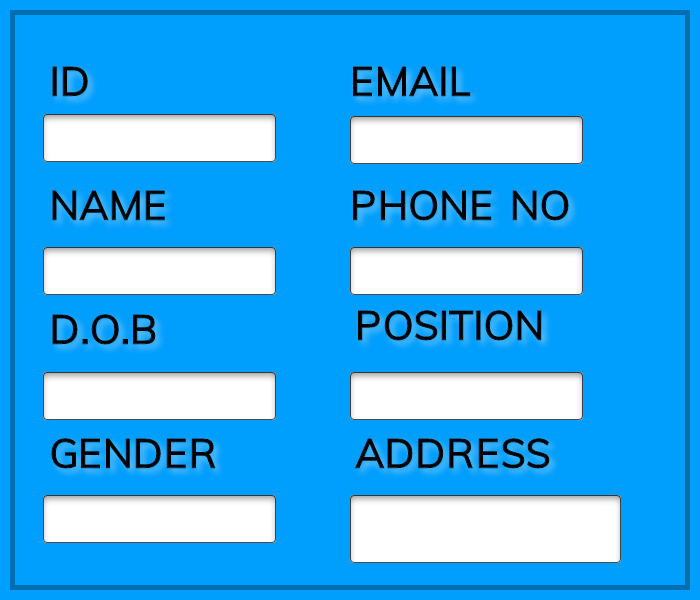 ID
EMAIL
NAME
PHONE NO
D.O.B
POSITION
GENDER
ADDRESS